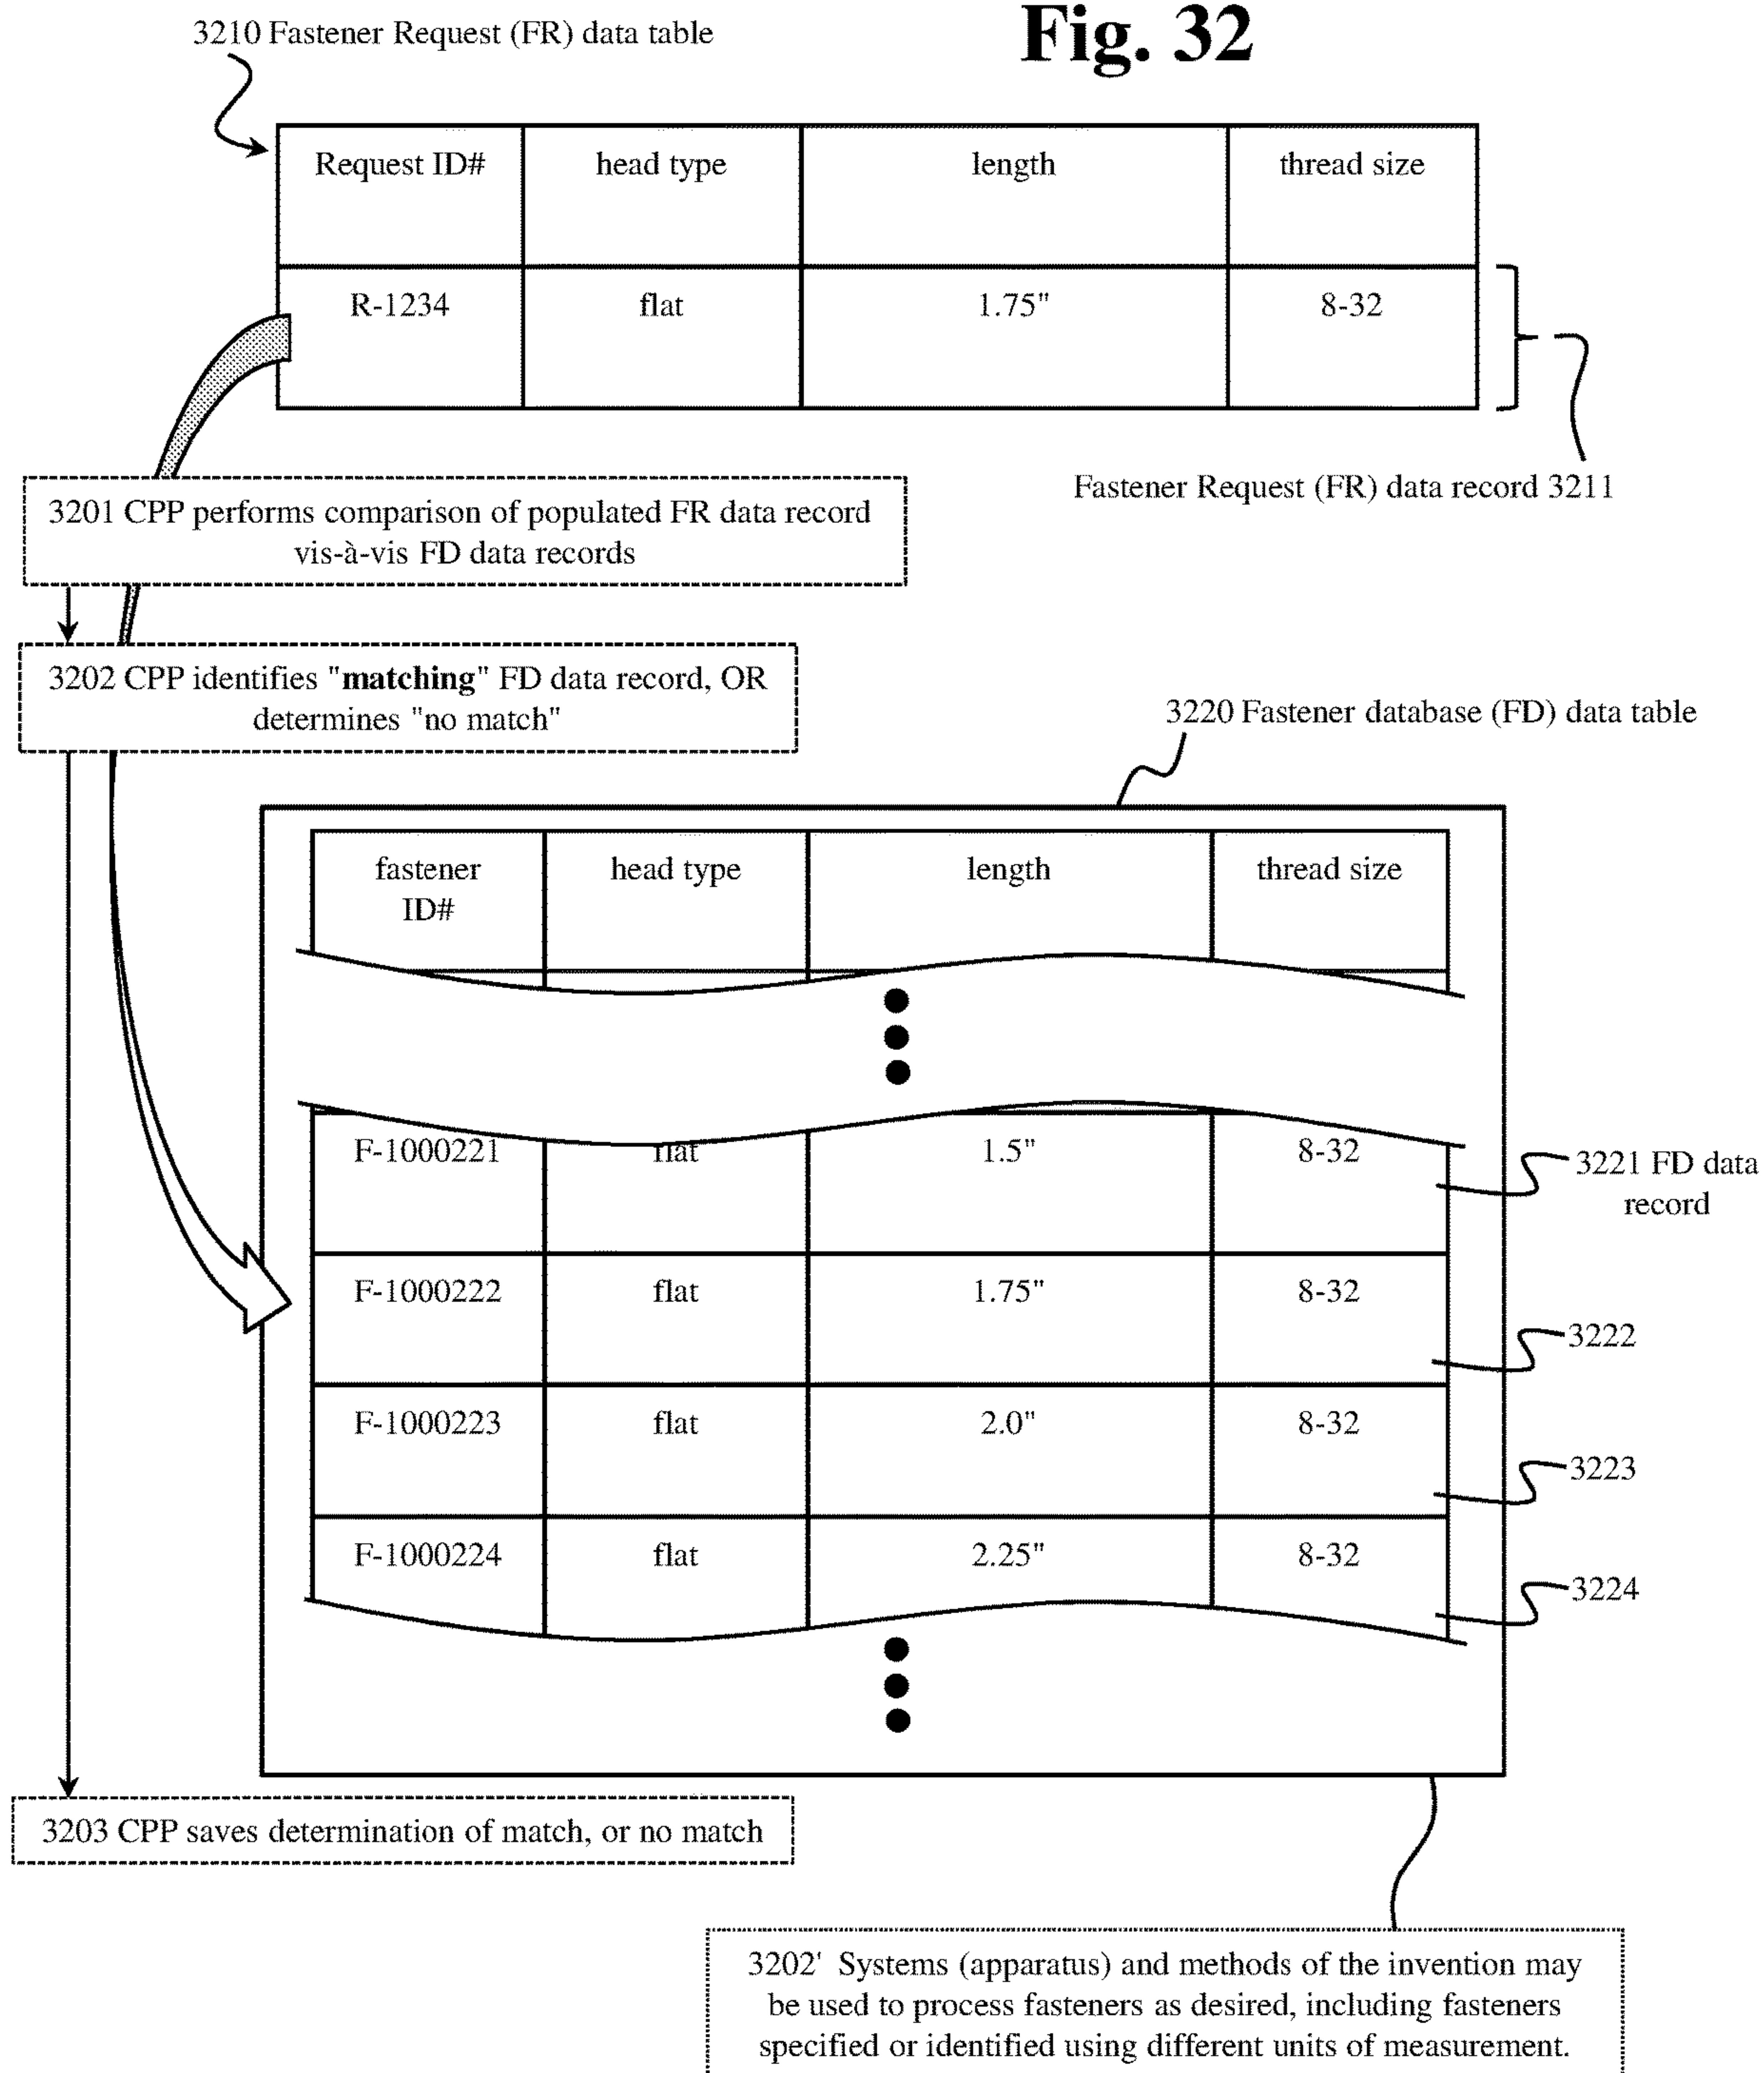 Fig. 32
3210 Fastener Request (FR) data table
Request ID# head type length thread size
R-1234 flat 1.75" 8-32
Fastener Request (FR) data record 3211
3201 CPP performs comparison of populated FR data record
vis-à-vis FD data records
3202 CPP identifies "matching" FD data record, OR
determines "no match"
3220 Fastener database (FD) data table
fastener head type length thread size
ID#
F-1000221 flat 1.5" 8-32
3221 FD data
record
F-1000222 flat 1.75" 8-32
3222
F-1000223 flat 2.0" 8-32
3223
F-1000224 flat 2.25" 8-32
3224
3203 CPP saves determination of match, or no match
3202' Systems (apparatus) and methods of the invention may
be used to process fasteners as desired, including fasteners
specified or identified using different units of measurement.